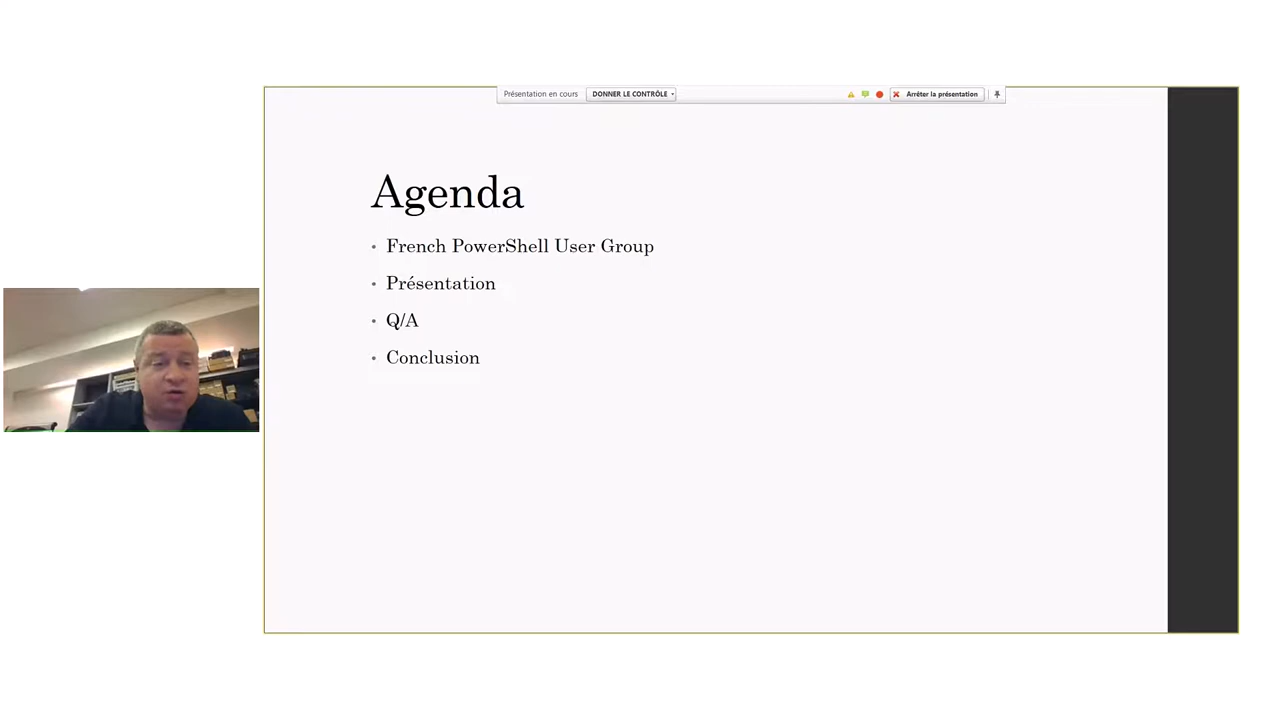 Présentation en cours DONNER LE CONTRÔLE Arrêter la présentation
Agenda
• French PowerShell User Group
• Présentation
• Q/A
• Conclusion